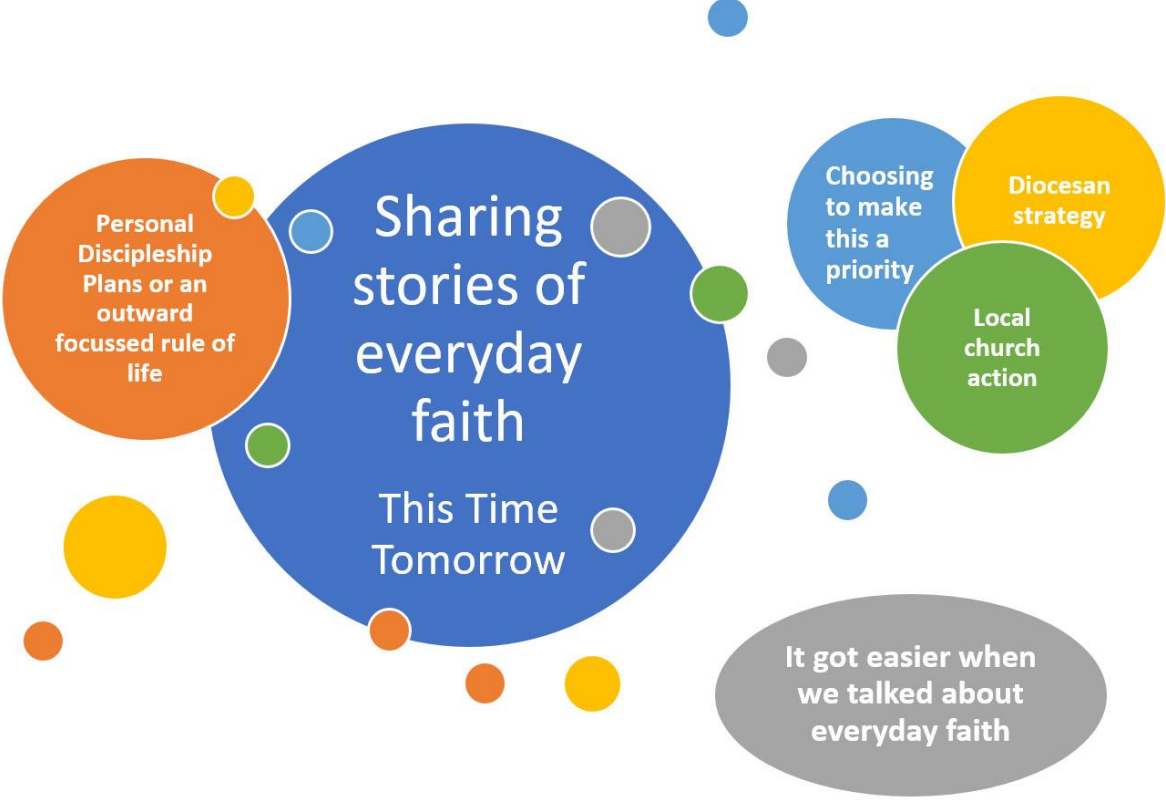 Personal
Discipleship
Plans or an
outward
focussed rule of
life
Sharing
stories of
everyday
faith
This Time
Tomorrow
Choosing
to make
this a
priority
Diocesan
strategy
Local
church
action
It got easier when
we talked about
everyday faith